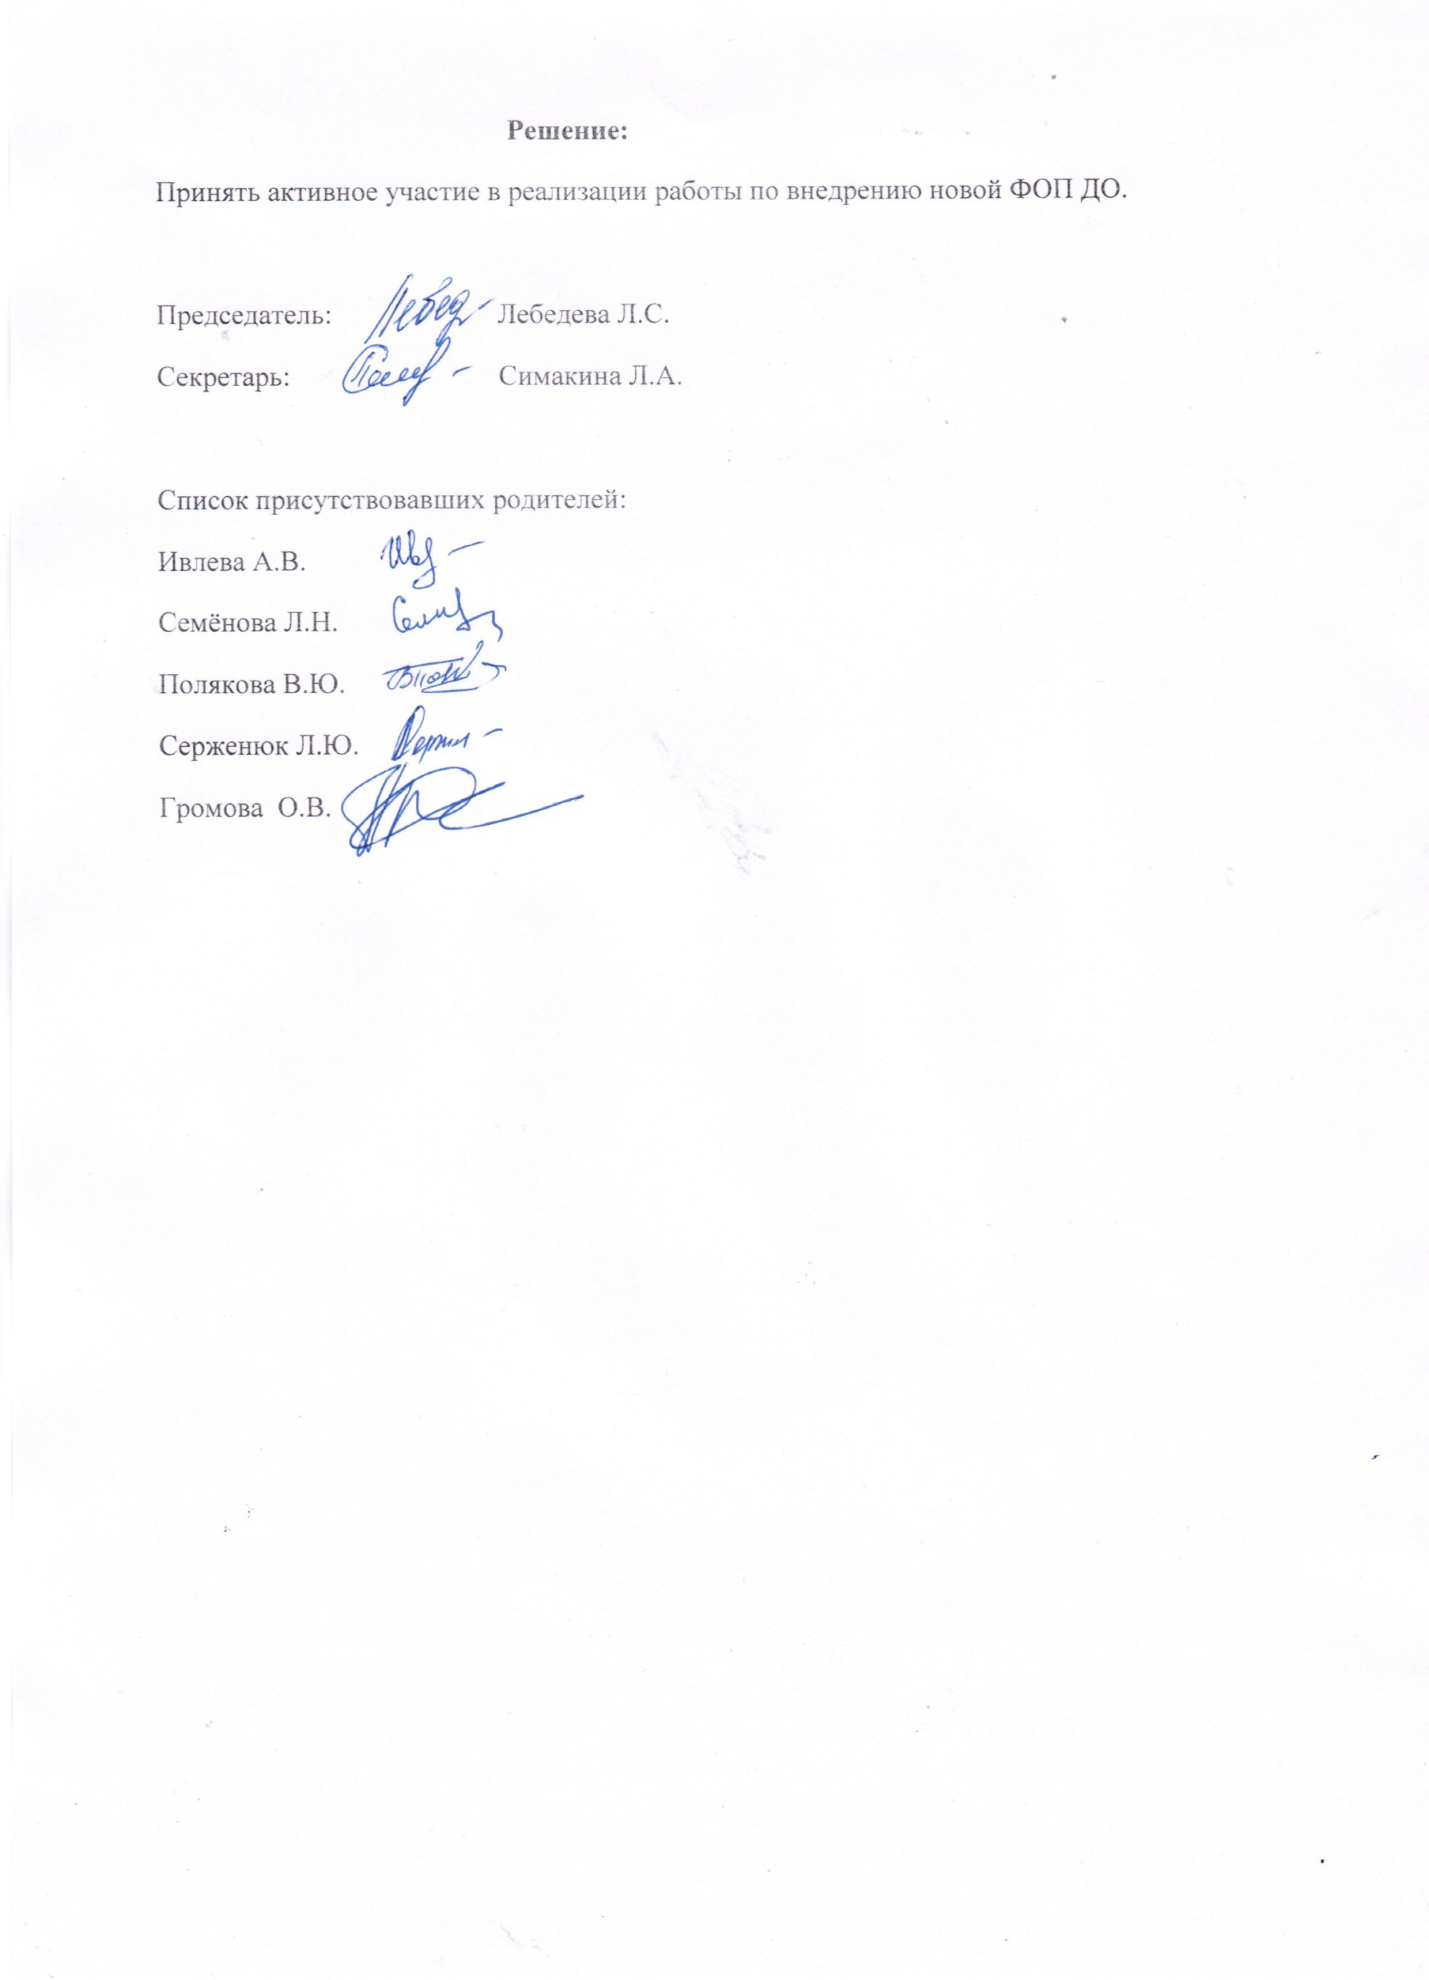 Решение:
Принять активное участие в реализации работы по внедрению новой ФОП ДО.
Председатель: Лебедева Л.С.
Секретарь: Симакина Л.А.
Список присутствовавших родителей:
Ивлева А.В.
Семёнова Л.Н.
Полякова В.Ю.
Серженюк Л.Ю.
Громова О.В.